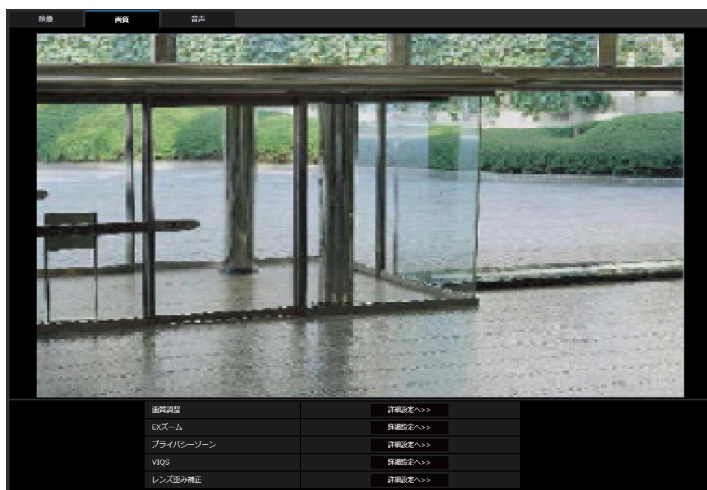 映像 画質 音声
画質調整 詳細設定へ>>
EXズーム 詳細設定へ>>
プライバシーゾーン 詳細設定へ>>
VIQS 詳細設定へ>>
レンズ歪み補正 詳細設定へ>>